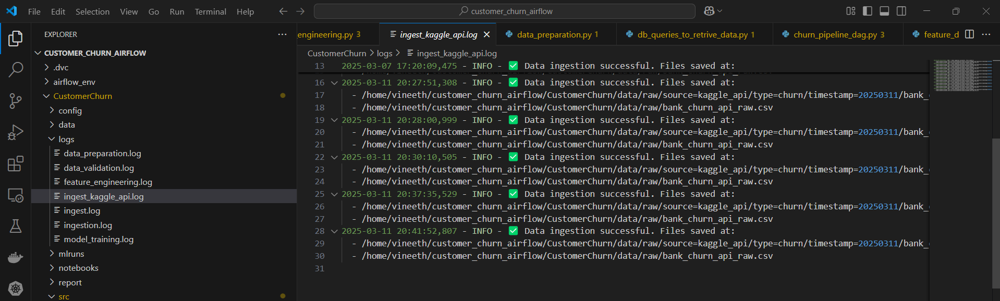 File Edit Selection View Go Run Terminal Help
customer_churn_airflow
EXPLORER
CUSTOMER_CHURN_AIRFLOW
.dvc
airflow_env
CustomerChurn
config
data
logs
data_preparation.log
data_validation.log
feature_engineering.log
ingest_kaggle_api.log
ingest.log
ingestion.log
model_training.log
mlruns
notebooks
report
src
_engineering.py 3 ingest_kaggle_api.log data_preparation.py 1 db_queries_to_retrive_data.py 1 churn_pipeline_dag.py 3 feature_d
CustomerChurn > logs > ingest_kaggle_api.log
13 2025-03-07 17:20:09,475 - INFO - ✅ Data ingestion successful. Files saved at:
16 2025-03-11 20:27:51,308 - INFO - ✅ Data ingestion successful. Files saved at:
17 - /home/vineeth/customer_churn_airflow/CustomerChurn/data/raw/source=kaggle_api/type=churn/timestamp=20250311/bank_
18 - /home/vineeth/customer_churn_airflow/CustomerChurn/data/raw/bank_churn_api_raw.csv
19 2025-03-11 20:28:00,999 - INFO - ✅ Data ingestion successful. Files saved at:
20 - /home/vineeth/customer_churn_airflow/CustomerChurn/data/raw/source=kaggle_api/type=churn/timestamp=20250311/bank_
21 - /home/vineeth/customer_churn_airflow/CustomerChurn/data/raw/bank_churn_api_raw.csv
22 2025-03-11 20:30:10,505 - INFO - ✅ Data ingestion successful. Files saved at:
23 - /home/vineeth/customer_churn_airflow/CustomerChurn/data/raw/source=kaggle_api/type=churn/timestamp=20250311/bank_
24 - /home/vineeth/customer_churn_airflow/CustomerChurn/data/raw/bank_churn_api_raw.csv
25 2025-03-11 20:37:35,529 - INFO - ✅ Data ingestion successful. Files saved at:
26 - /home/vineeth/customer_churn_airflow/CustomerChurn/data/raw/source=kaggle_api/type=churn/timestamp=20250311/bank_
27 - /home/vineeth/customer_churn_airflow/CustomerChurn/data/raw/bank_churn_api_raw.csv
28 2025-03-11 20:41:52,807 - INFO - ✅ Data ingestion successful. Files saved at:
29 - /home/vineeth/customer_churn_airflow/CustomerChurn/data/raw/source=kaggle_api/type=churn/timestamp=20250311/bank_
30 - /home/vineeth/customer_churn_airflow/CustomerChurn/data/raw/bank_churn_api_raw.csv
31